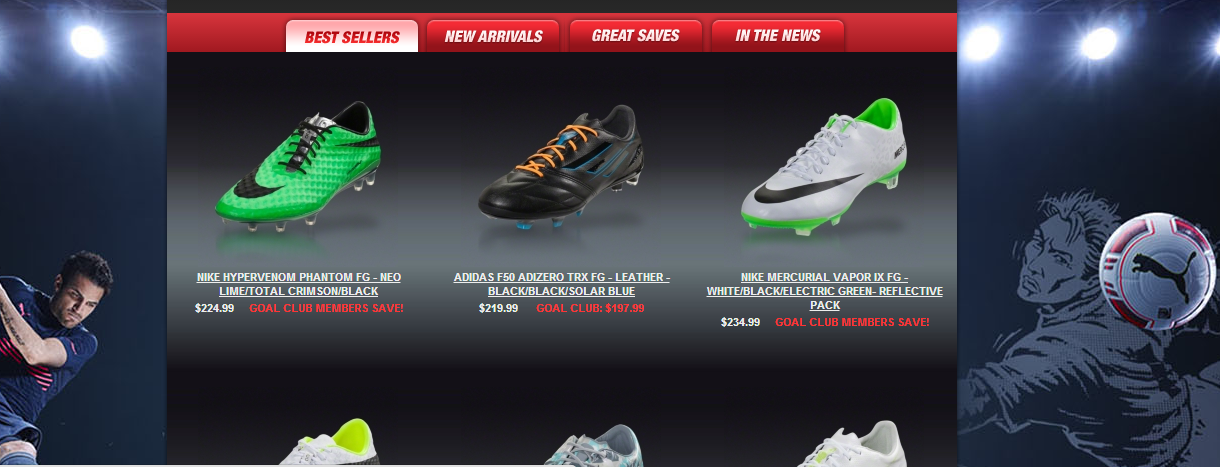 BEST SELLERS
NEW ARRIVALS
GREAT SAVES
IN THE NEWS
NIKE HYPERVENOM PHANTOM FG - NEO
LIME/TOTAL CRIMSON/BLACK
$224.99 GOAL CLUB MEMBERS SAVE!
ADIDAS F50 ADIZERO TRX FG - LEATHER -
BLACK/BLACK/SOLAR BLUE
$219.99 GOAL CLUB: $197.99
NIKE MERCURIAL VAPOR IX FG -
WHITE/BLACK/ELECTRIC GREEN- REFLECTIVE
PACK
$234.99 GOAL CLUB MEMBERS SAVE!